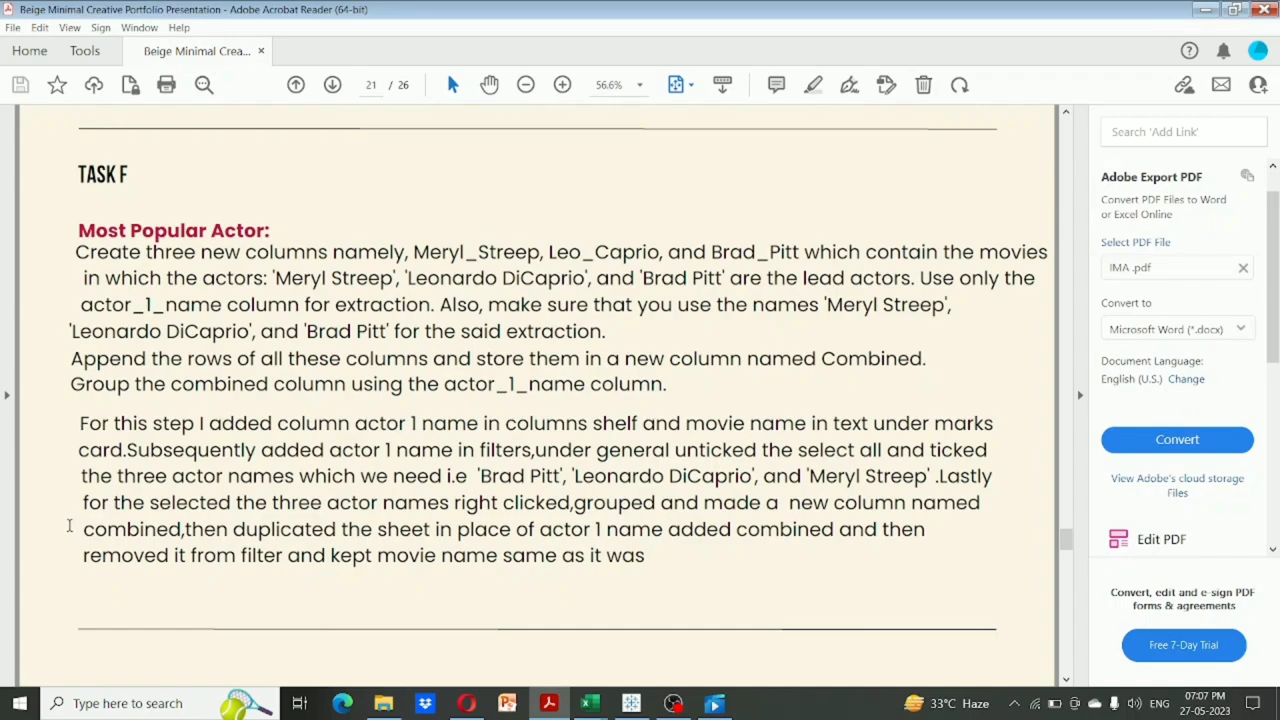 Beige Minimal Creative Portfolio Presentation - Adobe Acrobat Reader (64-bit)
File Edit View Sign Window Help
Home Tools Beige Minimal Crea... ×
21 / 26 56.6%
Search 'Add Link'
TASK F
Most Popular Actor:
Create three new columns namely, Meryl_Streep, Leo_Caprio, and Brad_Pitt which contain the movies
in which the actors: 'Meryl Streep', 'Leonardo DiCaprio', and 'Brad Pitt' are the lead actors. Use only the
actor_1_name column for extraction. Also, make sure that you use the names 'Meryl Streep',
'Leonardo DiCaprio', and 'Brad Pitt' for the said extraction.
Append the rows of all these columns and store them in a new column named Combined.
Group the combined column using the actor_1_name column.
For this step I added column actor 1 name in columns shelf and movie name in text under marks
card.Subsequently added actor 1 name in filters,under general unticked the select all and ticked
the three actor names which we need i.e 'Brad Pitt', 'Leonardo DiCaprio', and 'Meryl Streep' .Lastly
for the selected the three actor names right clicked,grouped and made a new column named
combined,then duplicated the sheet in place of actor 1 name added combined and then
removed it from filter and kept movie name same as it was
Adobe Export PDF
Convert PDF Files to Word
or Excel Online
Select PDF File
IMA .pdf
Convert to
Microsoft Word (*.docx)
Document Language:
English (U.S.) Change
Convert
View Adobe's cloud storage
Files
Edit PDF
Convert, edit and e-sign PDF
forms & agreements
Free 7-Day Trial
Type here to search
33°C Haze
ENG
07:07 PM
27-05-2023